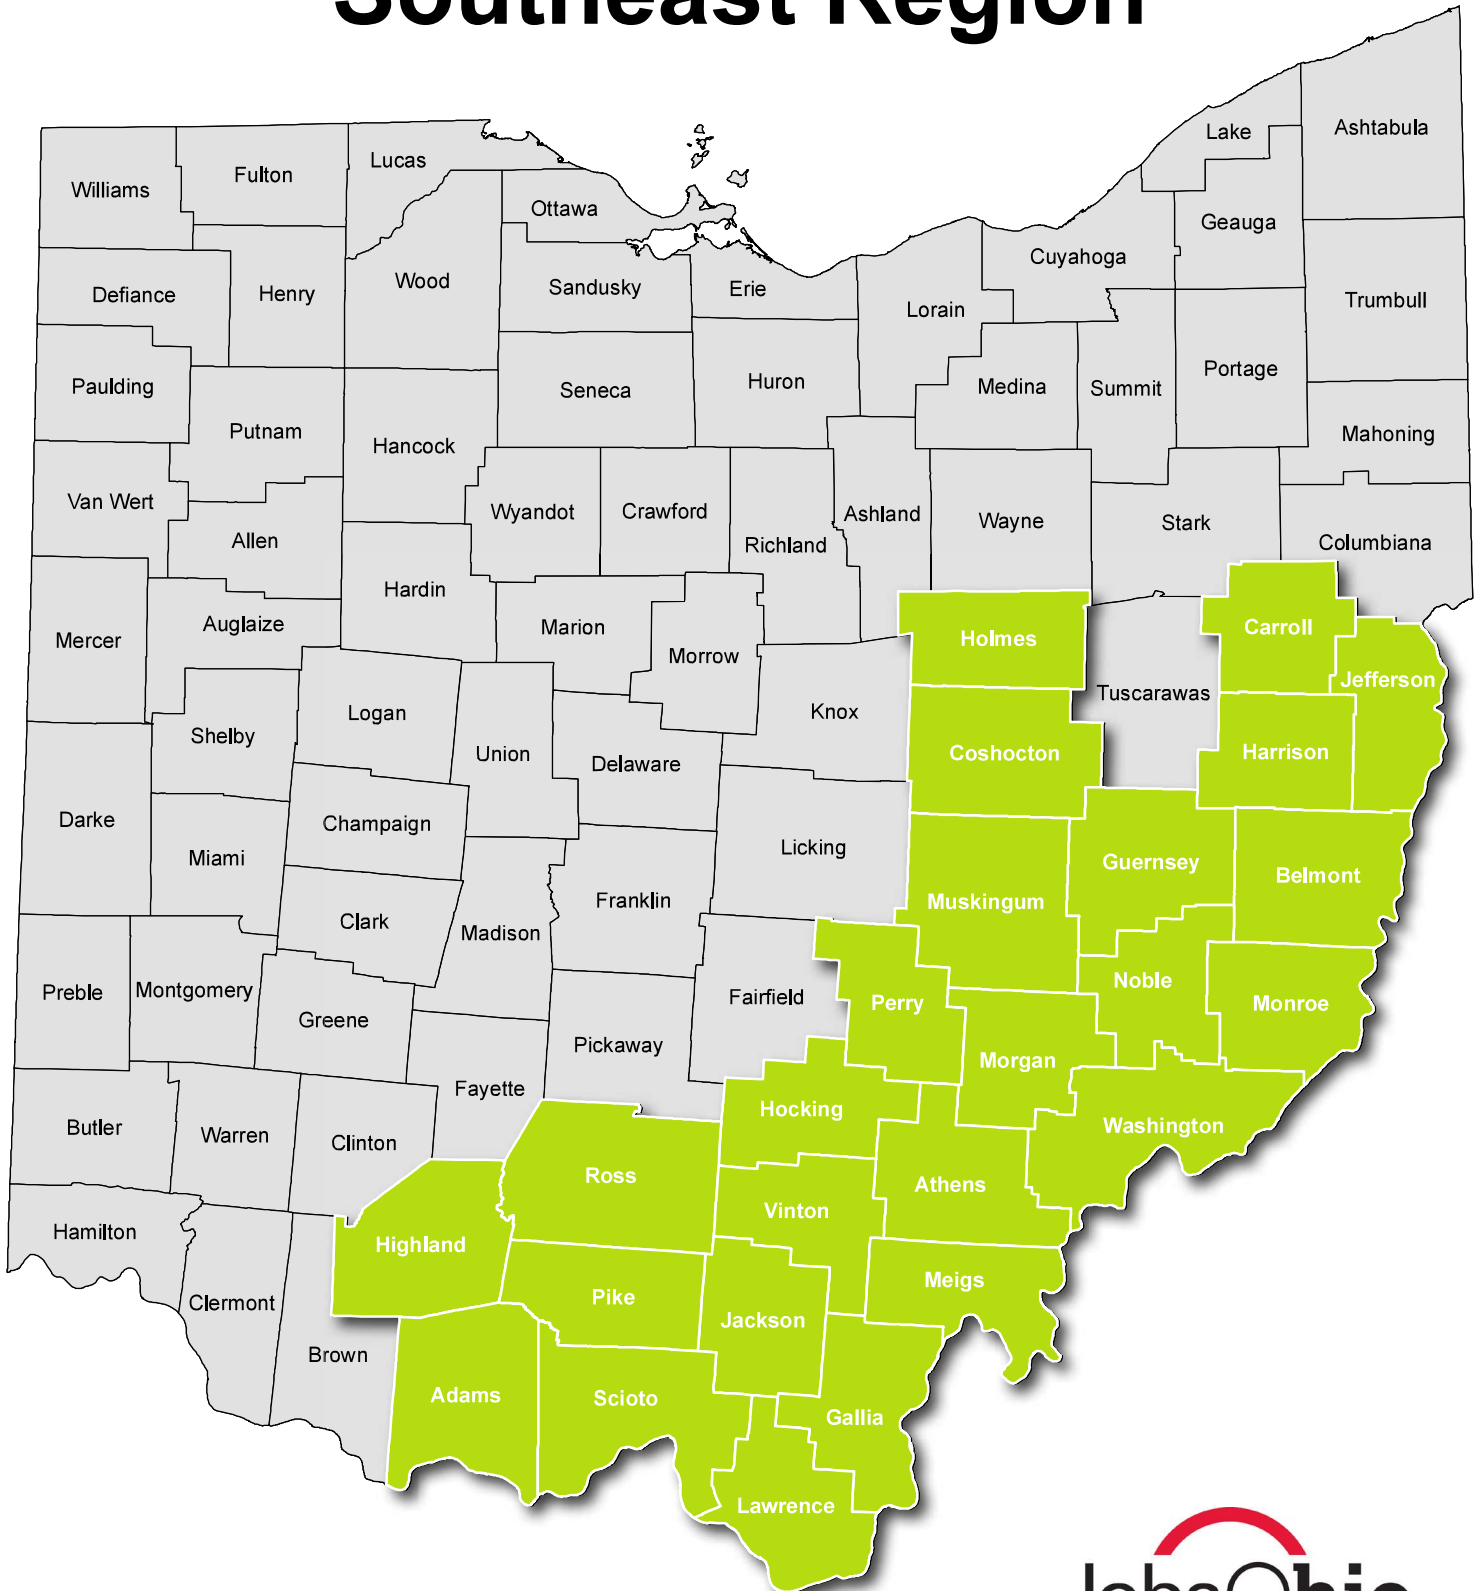 Southeast Region
Lake
Ashtabula
Lucas
Fulton
Williams
Ottawa
Geauga
Cuyahoga
Wood
Sandusky
Erie
Henry
Defiance
Trumbull
Lorain
Portage
Huron
Medina
Summit
Paulding
Seneca
Putnam
Mahoning
Hancock
Van Wert
Wyandot
Crawford
Ashland
Wayne
Stark
Allen
Richland
Columbiana
Hardin
Auglaize
Marion
Carroll
Holmes
Mercer
Morrow
Jefferson
Tuscarawas
Logan
Knox
Shelby
Union
Coshocton
Harrison
Delaware
Darke
Champaign
Licking
Miami
Guernsey
Belmont
Franklin
Muskingum
Clark
Madison
Noble
Preble
Montgomery
Fairfield
Perry
Monroe
Greene
Pickaway
Morgan
Fayette
Hocking
Butler
Warren
Clinton
Washington
Ross
Athens
Vinton
Hamilton
Highland
Meigs
Pike
Clermont
Jackson
Brown
Adams
Scioto
Gallia
Lawrence
JobsOhio